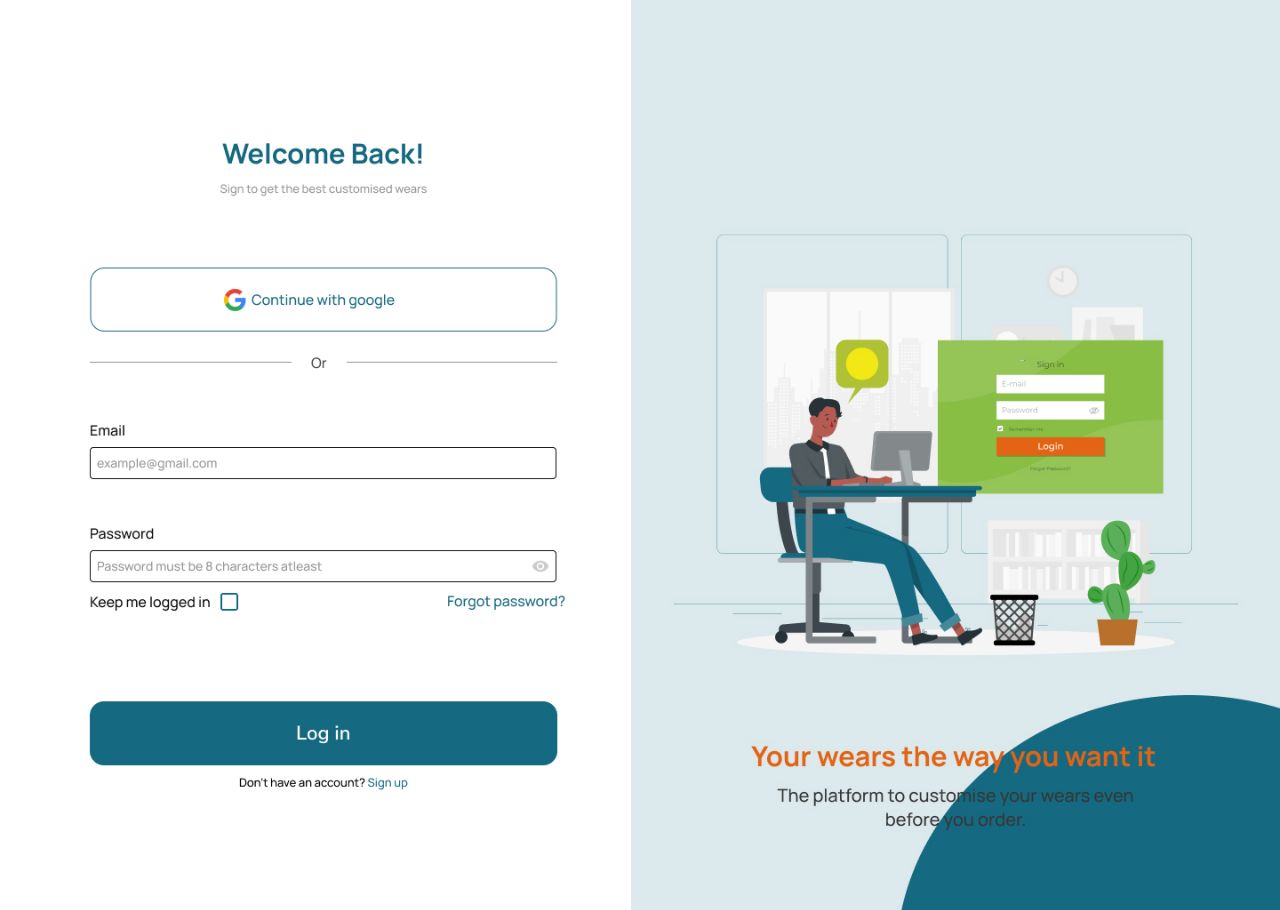 Welcome Back!
Sign to get the best customised wears
Continue with google
Or
Email
example@gmail.com
Password
Password must be 8 characters atleast
Keep me logged in
Forgot password?
Log in
Don't have an account? Sign up
Sign in
E-mail
Password
Remember me
Login
Forgot Password?
Your wears the way you want it
The platform to customise your wears even
before you order.